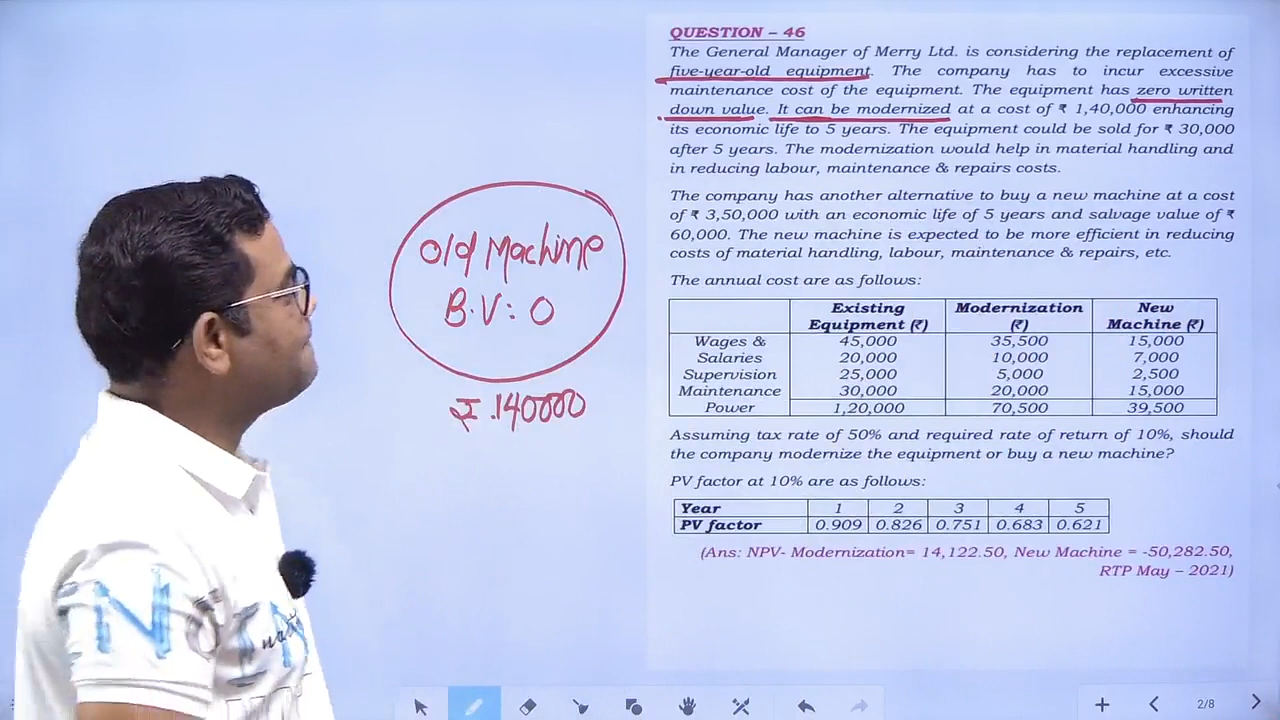 QUESTION – 46
The General Manager of Merry Ltd. is considering the replacement of
five-year-old equipment. The company has to incur excessive
maintenance cost of the equipment. The equipment has zero written
down value. It can be modernized at a cost of ₹ 1,40,000 enhancing
its economic life to 5 years. The equipment could be sold for ₹ 30,000
after 5 years. The modernization would help in material handling and
in reducing labour, maintenance & repairs costs.
The company has another alternative to buy a new machine at a cost
of ₹ 3,50,000 with an economic life of 5 years and salvage value of ₹
60,000. The new machine is expected to be more efficient in reducing
costs of material handling, labour, maintenance & repairs, etc.
The annual cost are as follows:
Existing Equipment (₹) Modernization (₹) New Machine (₹)
Wages & 45,000 35,500 15,000
Salaries 20,000 10,000 7,000
Supervision 25,000 5,000 2,500
Maintenance 30,000 20,000 15,000
Power 1,20,000 70,500 39,500
Assuming tax rate of 50% and required rate of return of 10%, should
the company modernize the equipment or buy a new machine?
PV factor at 10% are as follows:
Year 1 2 3 4 5
PV factor 0.909 0.826 0.751 0.683 0.621
(Ans: NPV- Modernization= 14,122.50, New Machine = -50,282.50,
RTP May – 2021)
Old Machine
B.V: 0
₹.140000
2/8